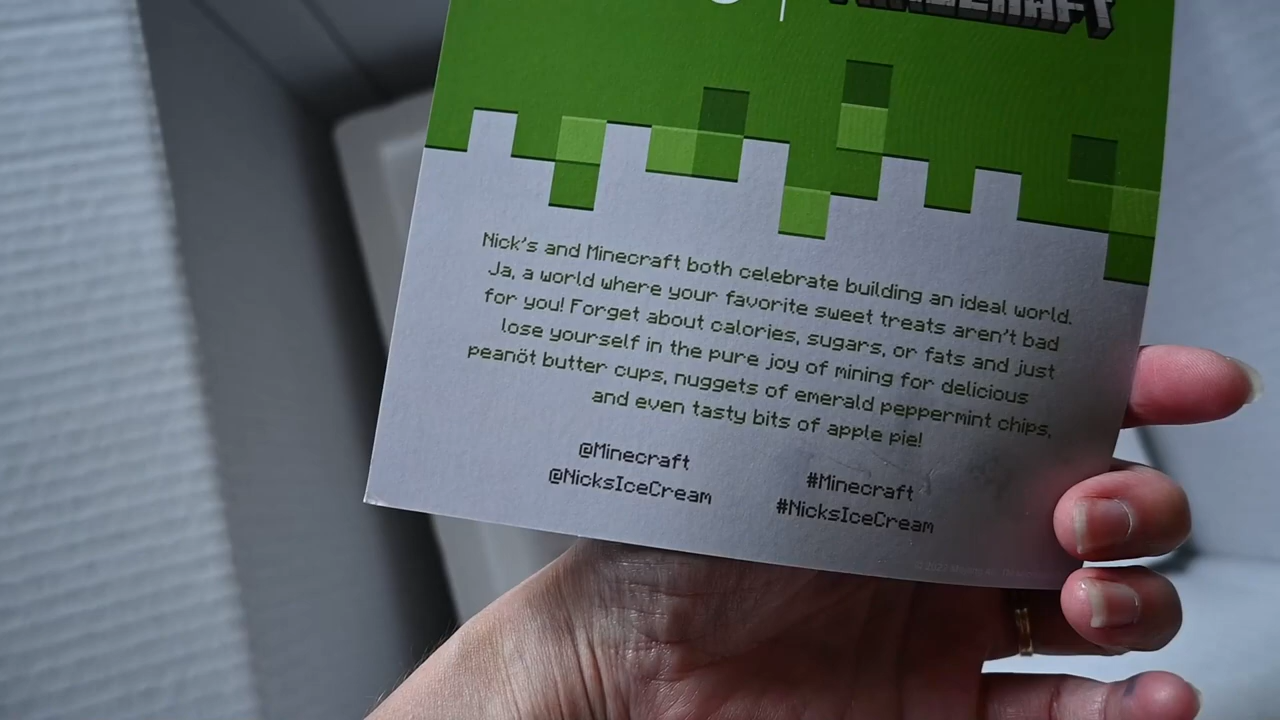 MINECRAFT
Nick's and Minecraft both celebrate building an ideal world.
Ja, a world where your favorite sweet treats aren't bad
for you! Forget about calories, sugars, or fats and just
lose yourself in the pure joy of mining for delicious
peanöt butter cups, nuggets of emerald peppermint chips,
and even tasty bits of apple pie!
@Minecraft
@NicksIceCream
#Minecraft
#NicksIceCream